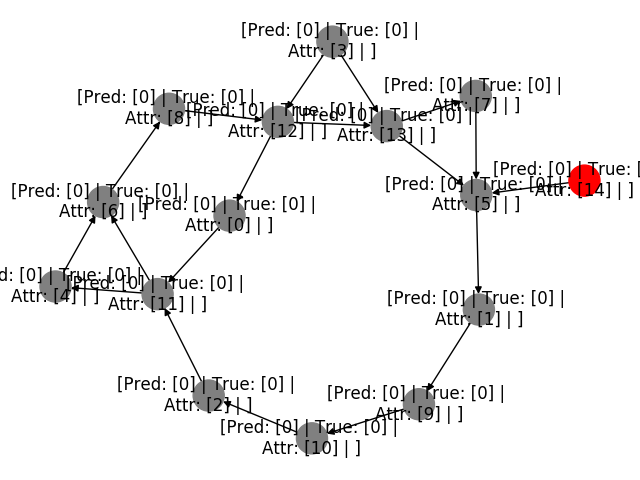 [Pred: [0] | True: [0] |
Attr: [3] | ]
[Pred: [0] | True: [0] |
Attr: [7] | ]
[Pred: [0] | True: [0] |
Attr: [8] | ]
[Pred: [0] | True: [0] |
Attr: [12] | ]
[Pred: [0] | True: [0] |
Attr: [13] | ]
[Pred: [0] | True: [
Attr: [14] | ]
[Pred: [0] | True: [0] |
Attr: [5] | ]
[Pred: [0] | True: [0] |
Attr: [6] | ]
[Pred: [0] | True: [0] |
Attr: [0] | ]
d: [0] | True: [0] |
Attr: [4] | ]
[Pred: [0] | True: [0] |
Attr: [11] | ]
[Pred: [0] | True: [0] |
Attr: [1] | ]
[Pred: [0] | True: [0] |
Attr: [2] | ]
[Pred: [0] | True: [0] |
Attr: [9] | ]
[Pred: [0] | True: [0] |
Attr: [10] | ]